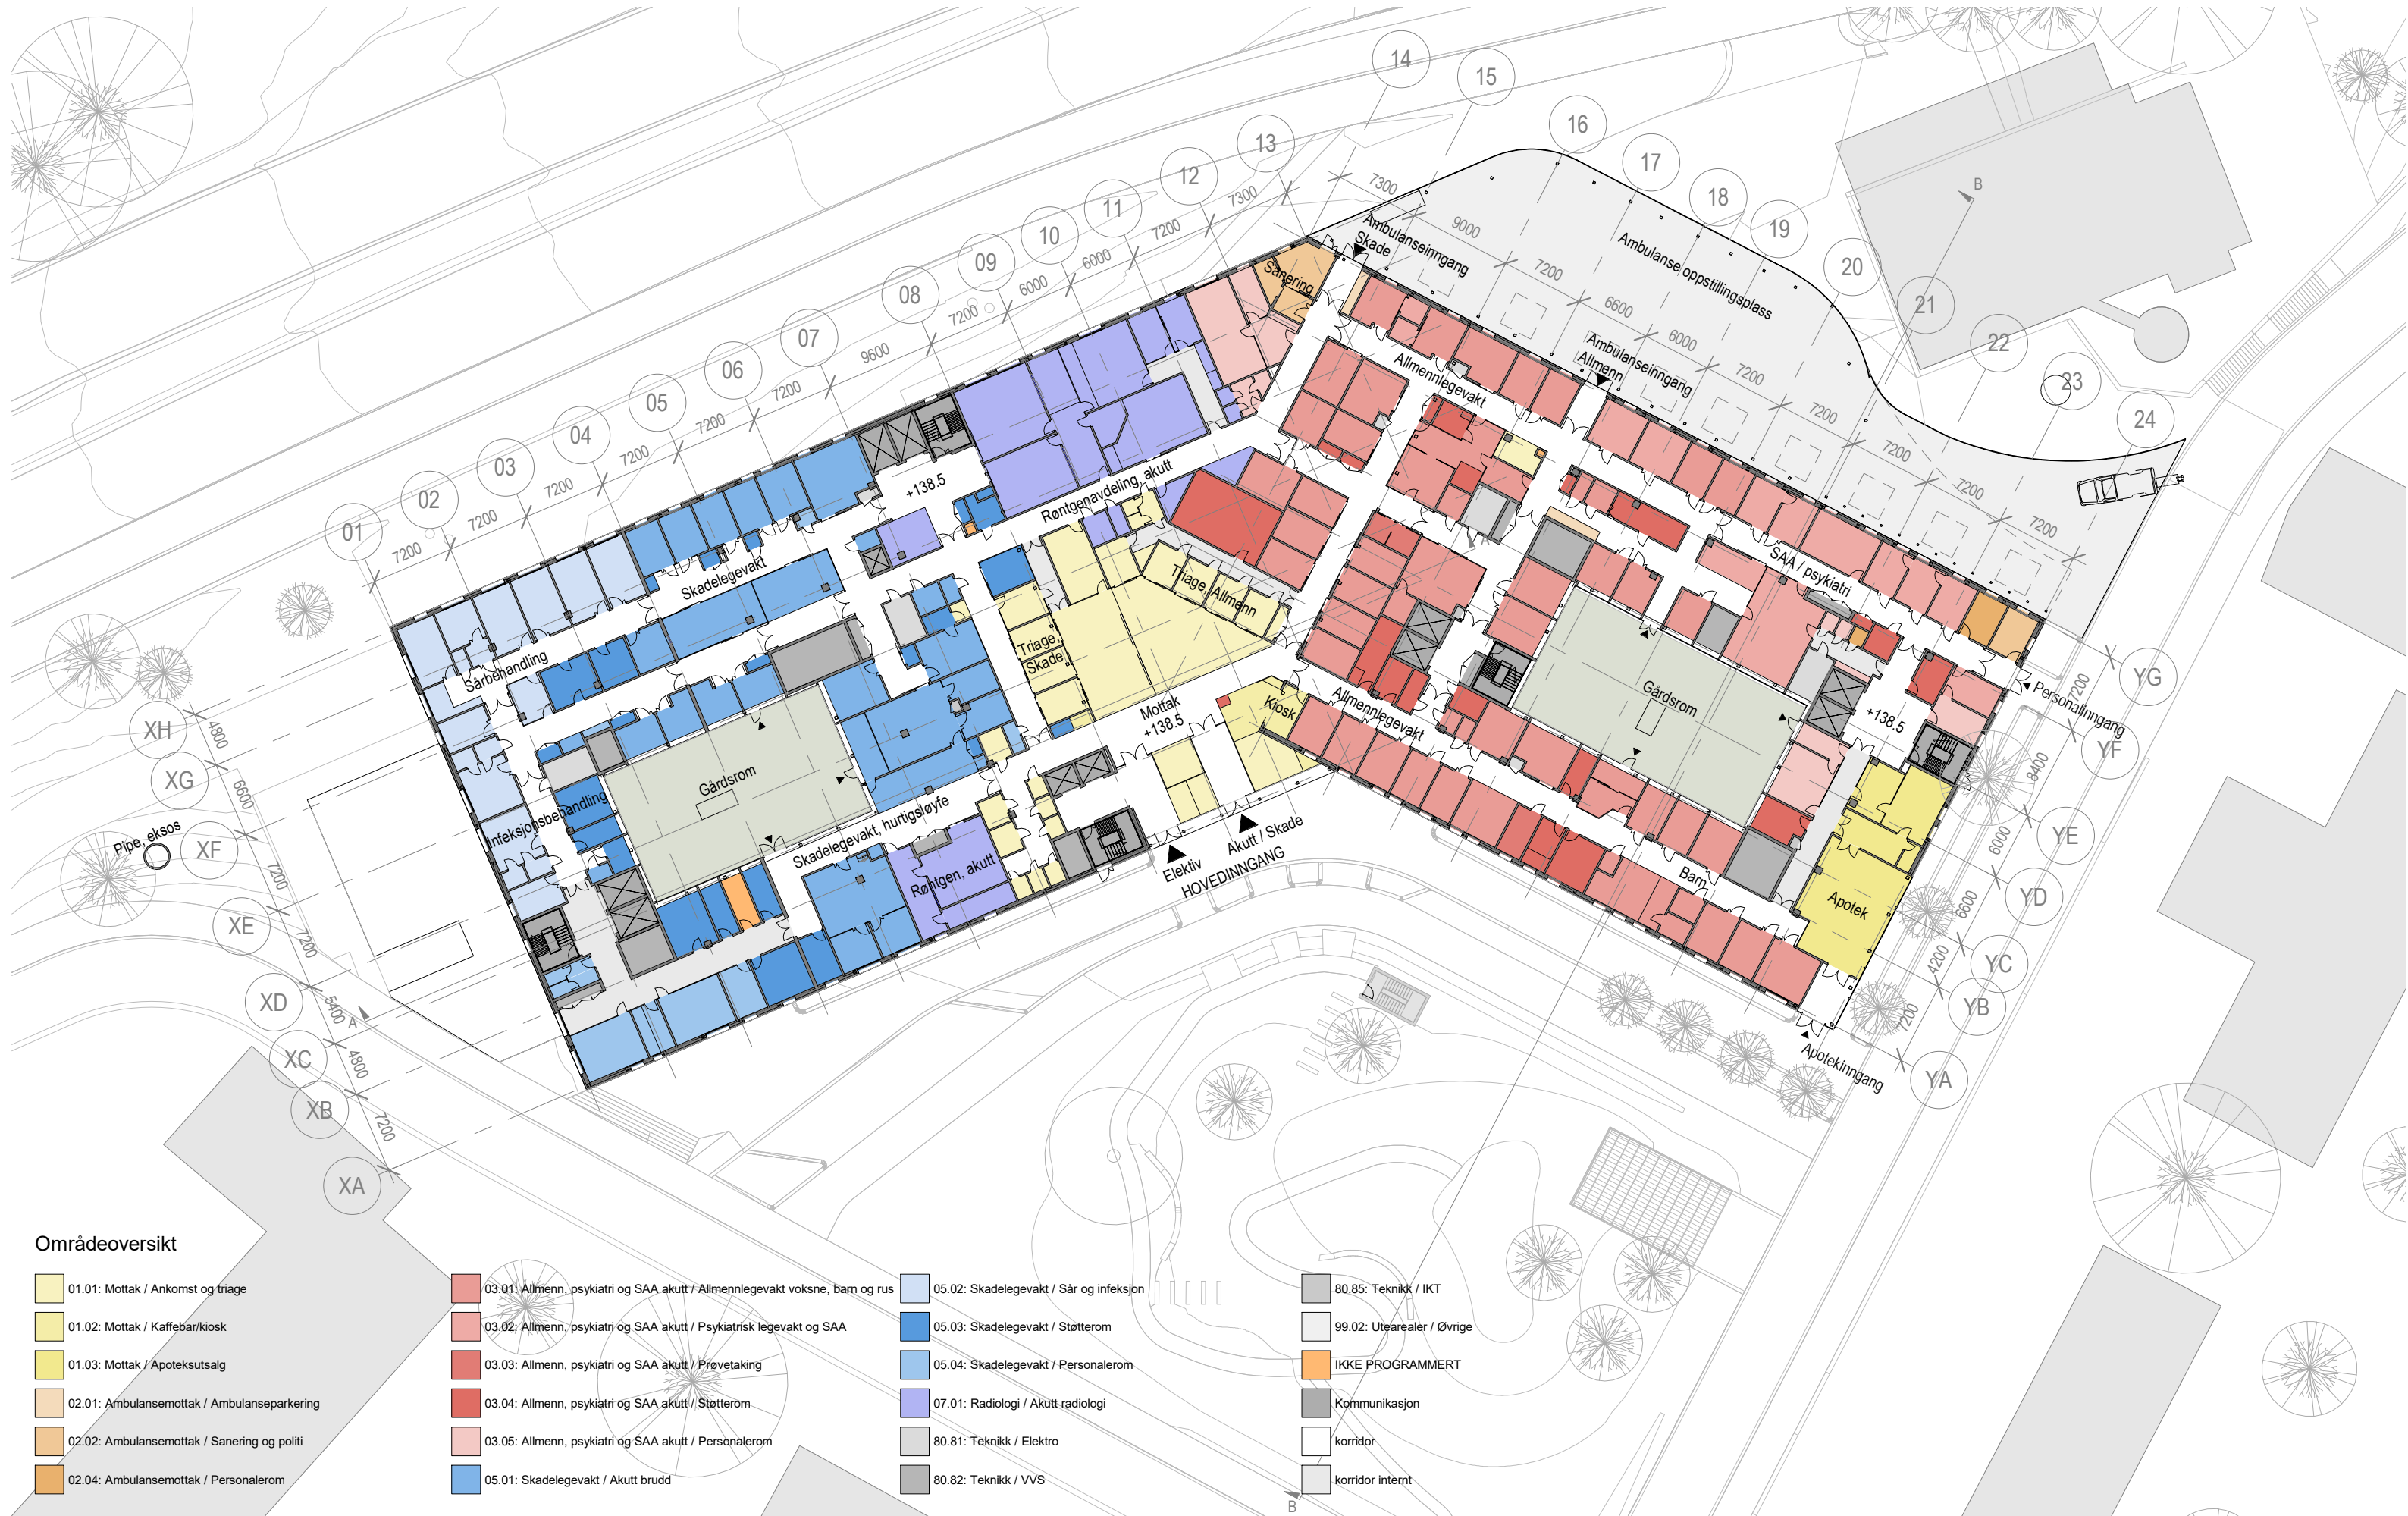 14
15
16
17
18
19
20
21
22
23
24
13
12
11
10
09
08
07
06
05
04
03
02
01
7300
9000
7200
6600
6000
7200
7200
7200
7200
7200
7300
7200
6000
6000
7200
9600
7200
7200
7200
7200
7200
7200
B
Ambulanseinngang
Skade
Ambulanse oppstillingsplass
Ambulanseinngang
Allmenn
Sanering
Allmennlegevakt
Røntgenavdeling, akutt
+138.5
Skadelegevakt
Sårbehandling
SAA / psykiatri
A
Triage, Allmenn
Triage,
Skade
Mottak
+138.5
Kiosk
Allmennlegevakt
Gårdsrom
Gårdsrom
+138.5
Personalinngang
Infeksjonsbehandling
Skadelegevakt, hurtigsløyfe
Røntgen, akutt
Elektiv
Akutt / Skade
HOVEDINNGANG
Barn
Apotek
Apotekinngang
Pipe, eksos
XH
XG
XF
XE
XD
XC
XB
XA
4800
6600
7200
7200
5400
4800
7200
A
YG
YF
YE
YD
YC
YB
YA
7200
8400
6000
6600
4200
7200
B
Områdeoversikt
01.01: Mottak / Ankomst og triage
01.02: Mottak / Kaffebar/kiosk
01.03: Mottak / Apoteksutsalg
02.01: Ambulansemottak / Ambulanseparkering
02.02: Ambulansemottak / Sanering og politi
02.04: Ambulansemottak / Personalerom
03.01: Allmenn, psykiatri og SAA akutt / Allmennlegevakt voksne, barn og rus
03.02: Allmenn, psykiatri og SAA akutt / Psykiatrisk legevakt og SAA
03.03: Allmenn, psykiatri og SAA akutt / Prøvetaking
03.04: Allmenn, psykiatri og SAA akutt / Støtterom
03.05: Allmenn, psykiatri og SAA akutt / Personalerom
05.01: Skadelegevakt / Akutt brudd
05.02: Skadelegevakt / Sår og infeksjon
05.03: Skadelegevakt / Støtterom
05.04: Skadelegevakt / Personalerom
07.01: Radiologi / Akutt radiologi
80.81: Teknikk / Elektro
80.82: Teknikk / VVS
80.85: Teknikk / IKT
99.02: Utearealer / Øvrige
IKKE PROGRAMMERT
Kommunikasjon
korridor
korridor internt